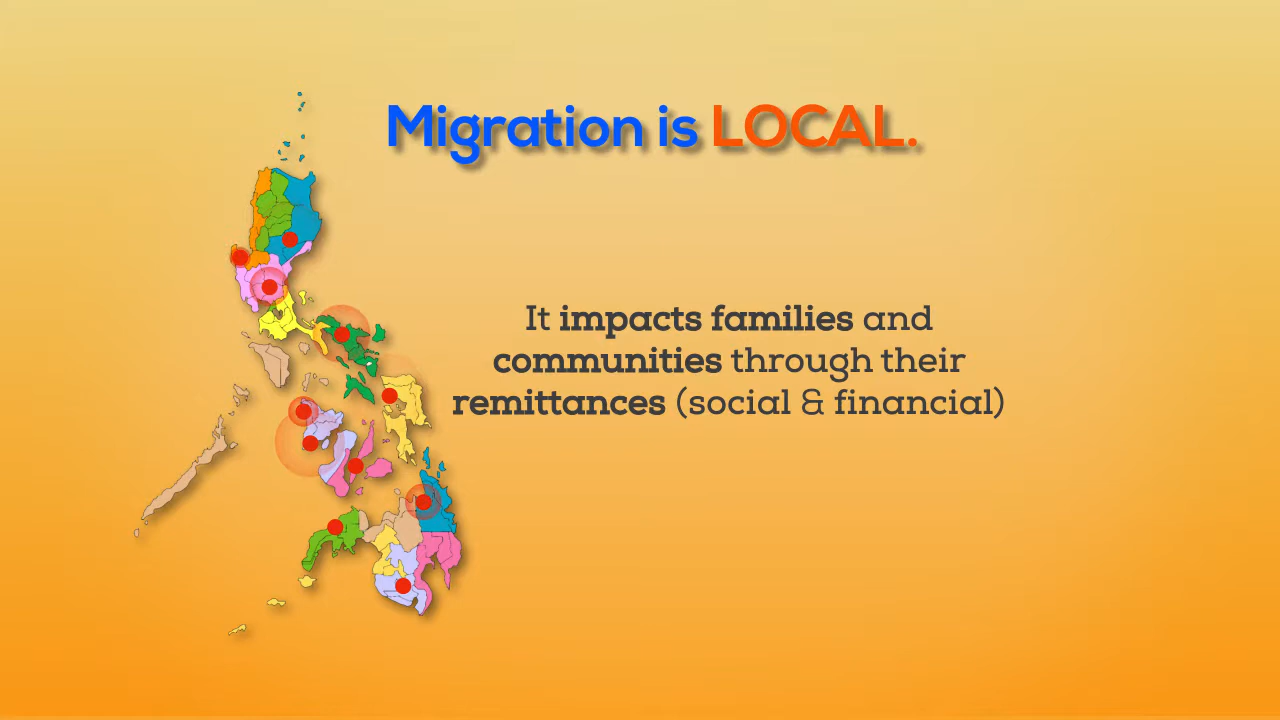 Migration is LOCAL.
It impacts families and
communities through their
remittances (social & financial)